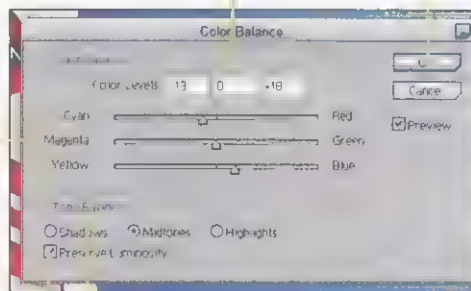 Color Balance
Color Levels 13 0 +18
Cyan Red
Magenta Green
Yellow Blue
Preview
Cancel
Shadows Midtones Highlights
Preserve Luminosity